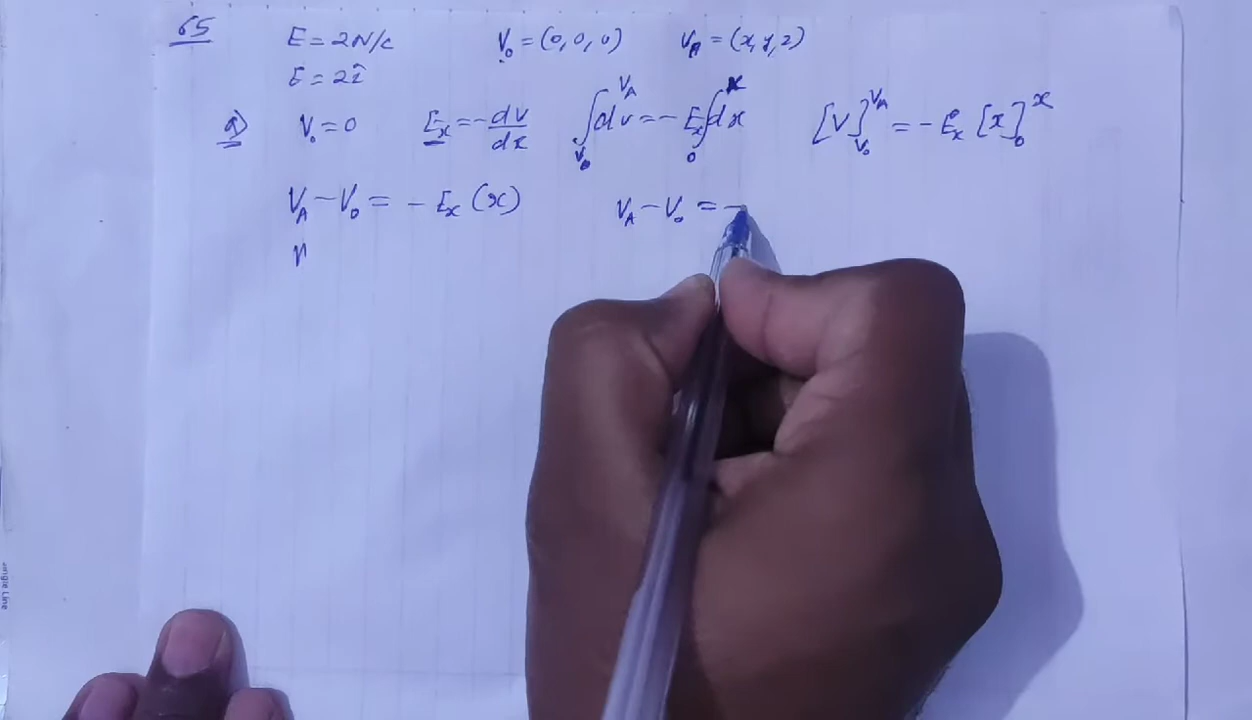 65 E = 2N/C V₀ = (0, 0, 0) V_A = (x, y, z)
E = 2î
a) V₀ = 0 E_x = -dv/dx ∫_{V₀}^{V_A} dv = -E_x ∫_0^x dx [V]_{V₀}^{V_A} = -E_x [x]_0^x
V_A - V₀ = -E_x (x) V_A - V₀ = -